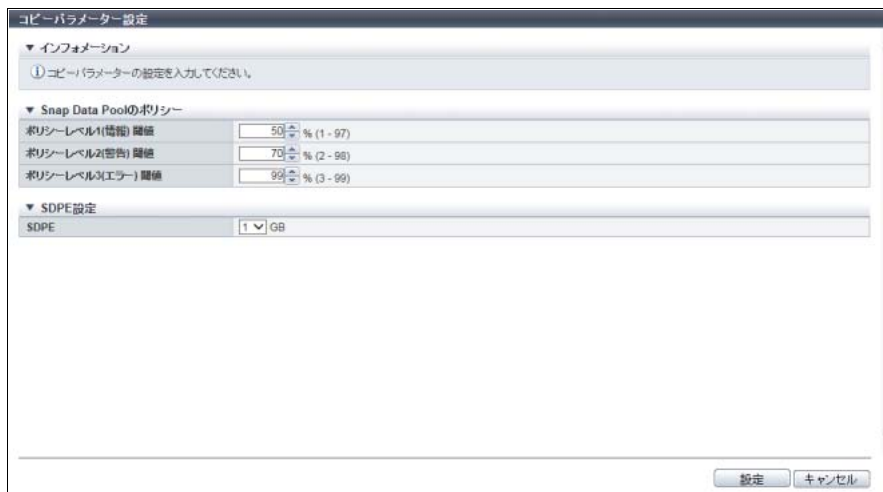 コピーパラメーター設定
▼ インフォメーション
コピーパラメーターの設定を入力してください。
▼ Snap Data Poolのポリシー
ポリシーレベル1(情報) 閾値 50 % (1 - 97)
ポリシーレベル2(警告) 閾値 70 % (2 - 98)
ポリシーレベル3(エラー) 閾値 99 % (3 - 99)
▼ SDPE設定
SDPE 1 GB
設定 キャンセル